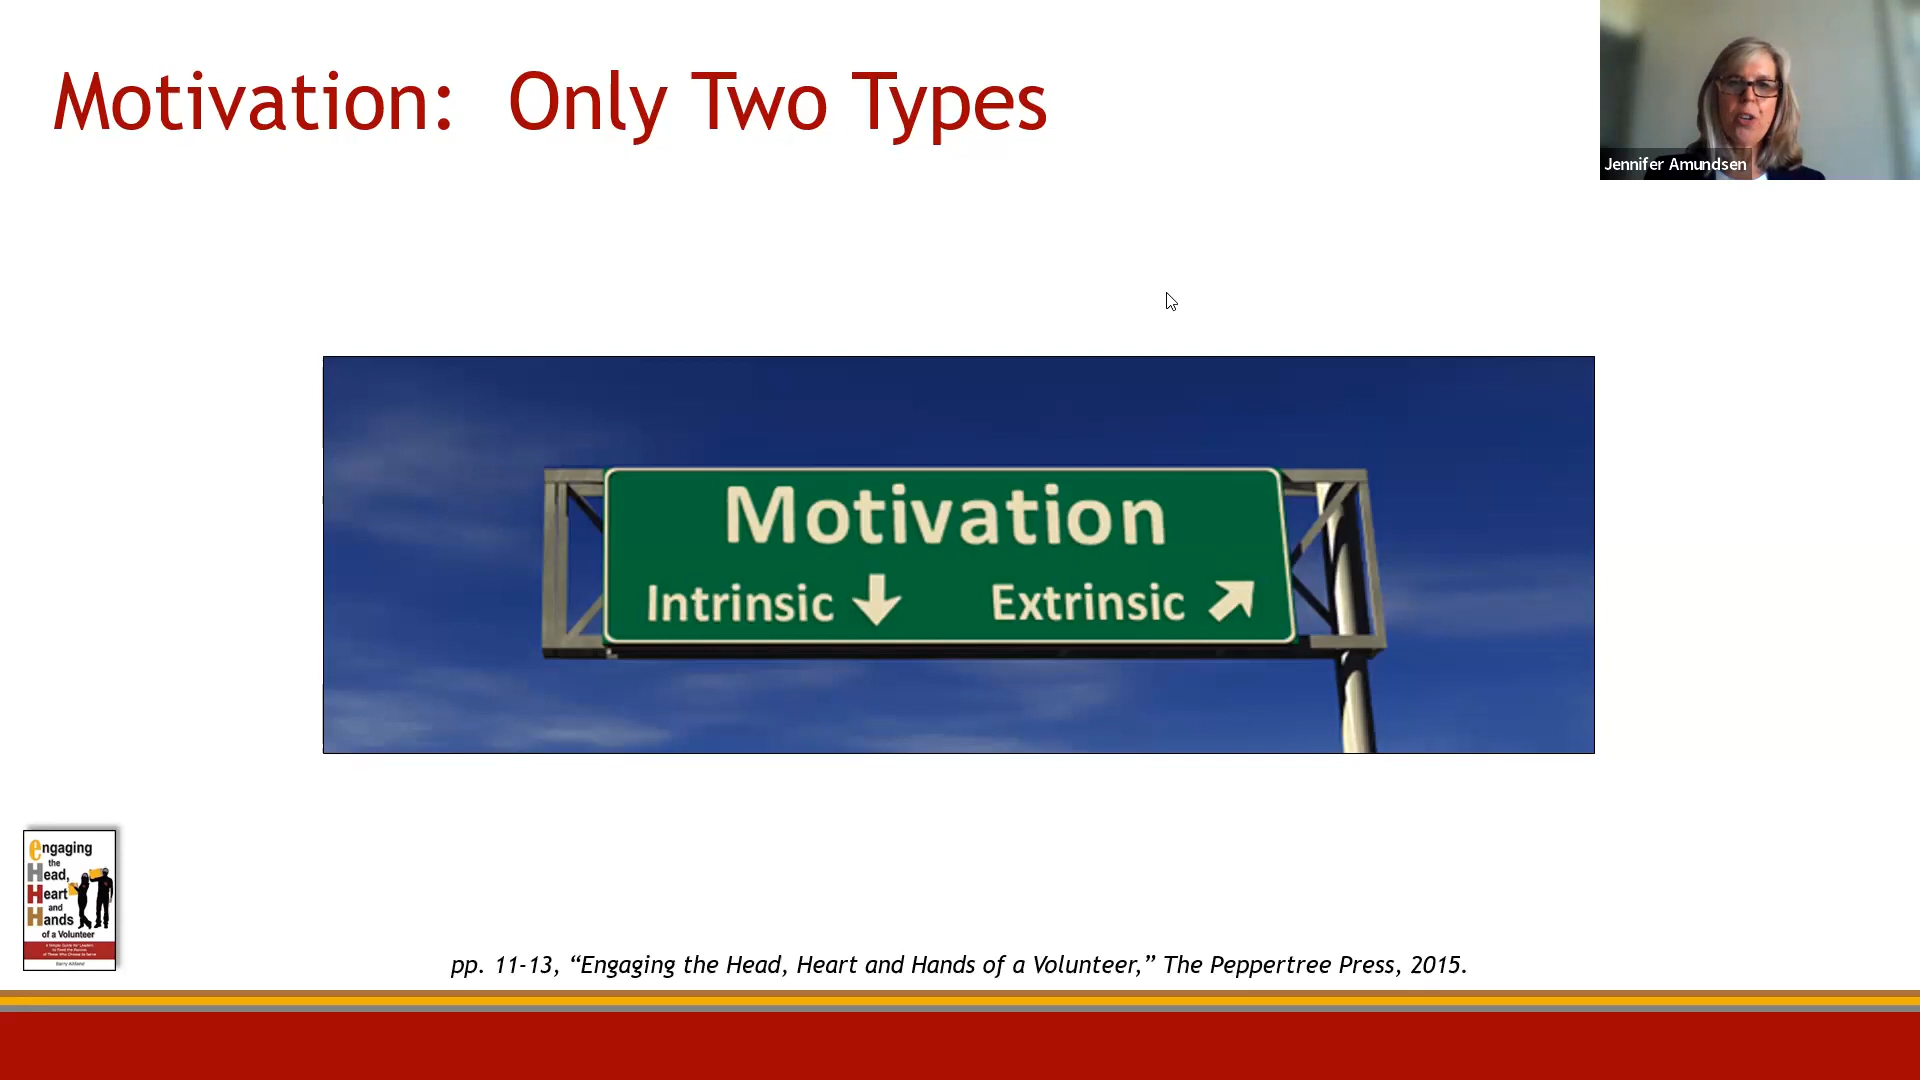 Motivation: Only Two Types
Jennifer Amundsen
Motivation
Intrinsic Extrinsic
engaging
the
Head,
Heart
and
Hands
of a Volunteer
pp. 11-13, “Engaging the Head, Heart and Hands of a Volunteer,” The Peppertree Press, 2015.